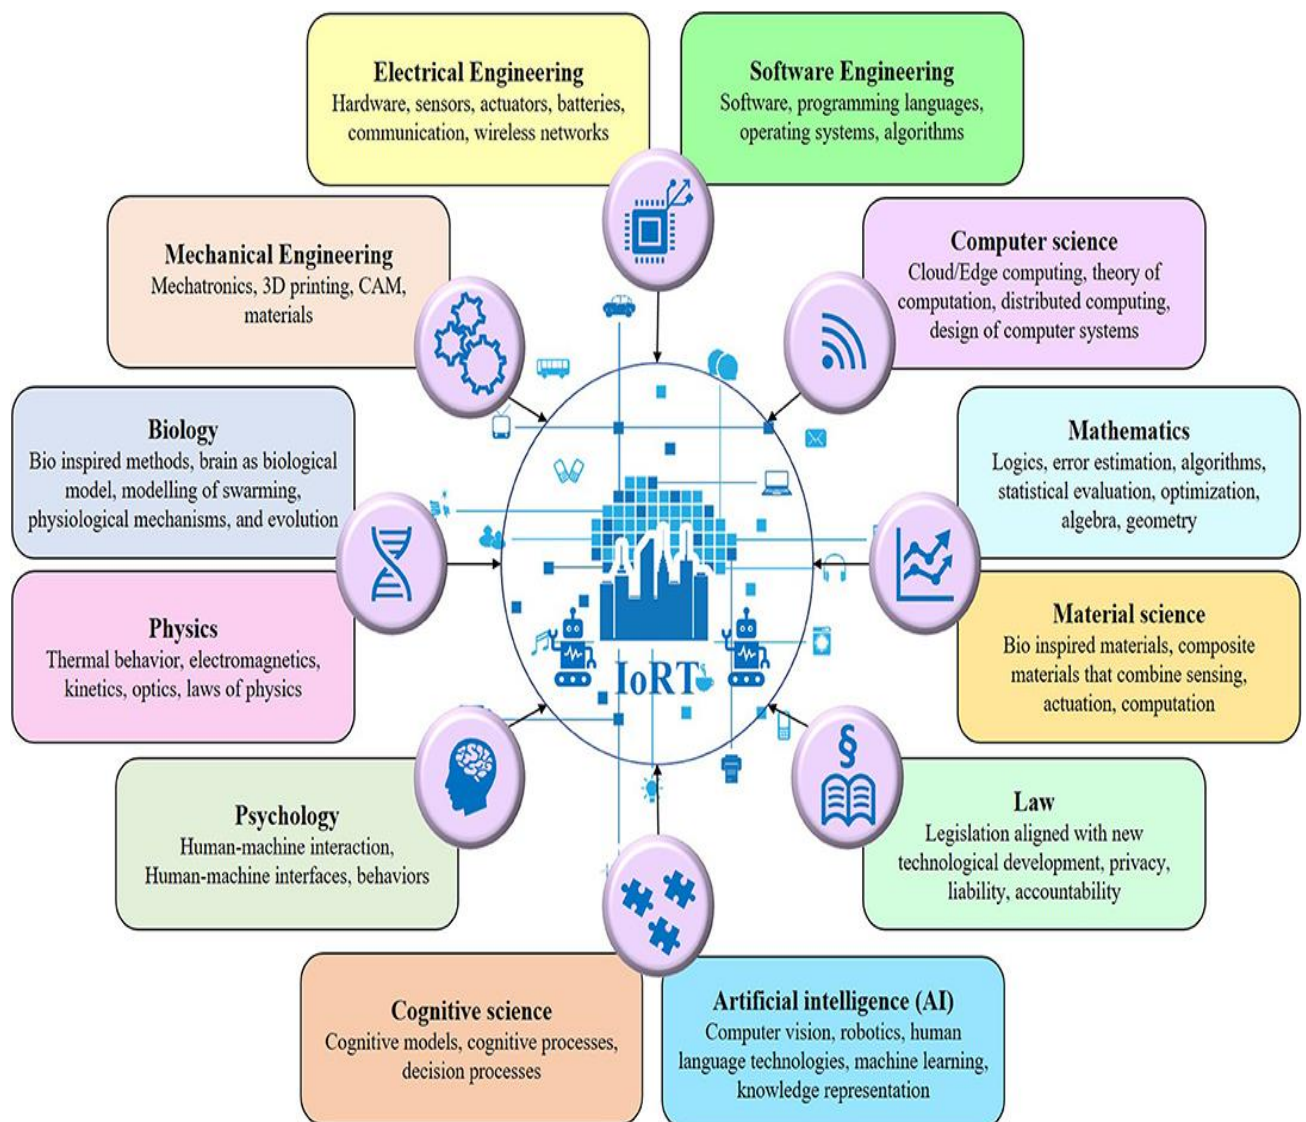 Electrical Engineering
Hardware, sensors, actuators, batteries,
communication, wireless networks
Software Engineering
Software, programming languages,
operating systems, algorithms
Mechanical Engineering
Mechatronics, 3D printing, CAM,
materials
Computer science
Cloud/Edge computing, theory of
computation, distributed computing,
design of computer systems
Biology
Bio inspired methods, brain as biological
model, modelling of swarming,
physiological mechanisms, and evolution
Mathematics
Logics, error estimation, algorithms,
statistical evaluation, optimization,
algebra, geometry
Physics
Thermal behavior, electromagnetics,
kinetics, optics, laws of physics
Material science
Bio inspired materials, composite
materials that combine sensing,
actuation, computation
IoRT
Psychology
Human-machine interaction,
Human-machine interfaces, behaviors
§
Law
Legislation aligned with new
technological development, privacy,
liability, accountability
Cognitive science
Cognitive models, cognitive processes,
decision processes
Artificial intelligence (AI)
Computer vision, robotics, human
language technologies, machine learning,
knowledge representation